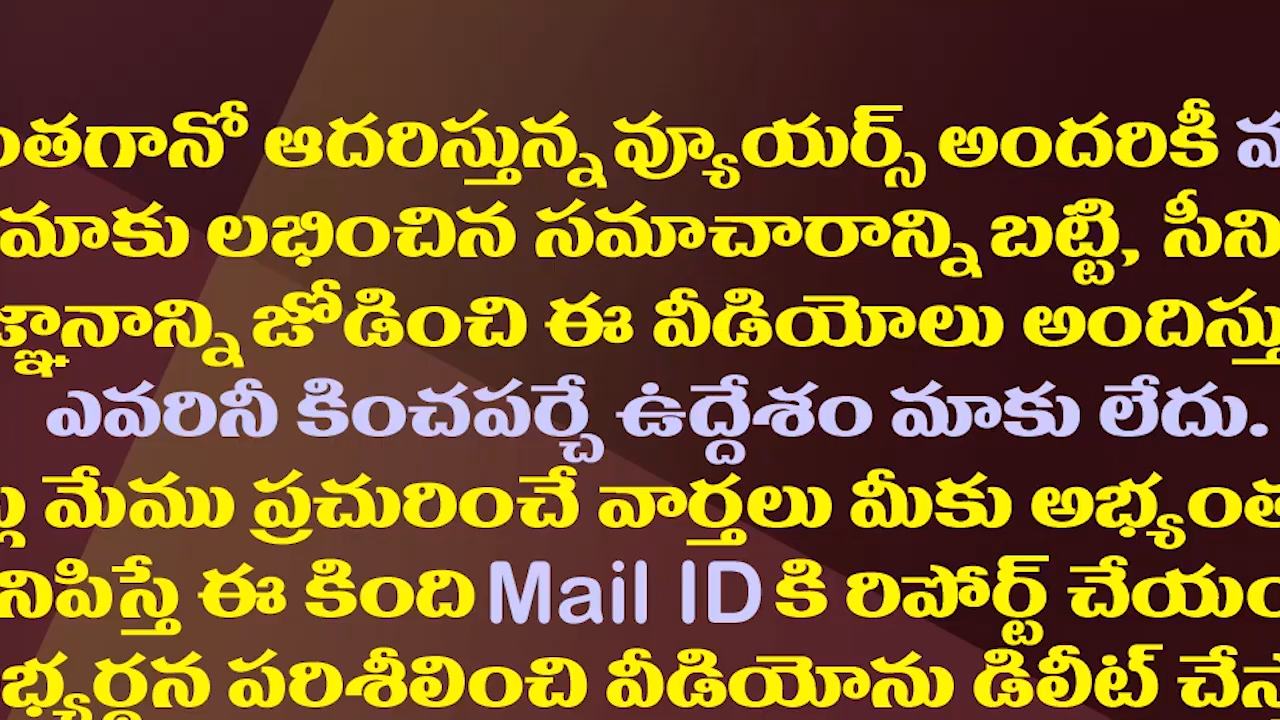 ంతగానో ఆదరిస్తున్న వ్యూయర్స్ అందరికీ
మాకు లభించిన సమాచారాన్ని బట్టి, సీని
జ్ఞానాన్ని జోడించి ఈ వీడియోలు అందిస్తు
ఎవరినీ కించపర్చే ఉద్దేశం మాకు లేదు.
మేము ప్రచురించే వార్తలు మీకు అభ్యంత
నిపిస్తే ఈ కింది Mail ID కి రిపోర్ట్ చేయం
భ్యర్థన పరిశీలించి వీడియోను డిలీట్ చేస